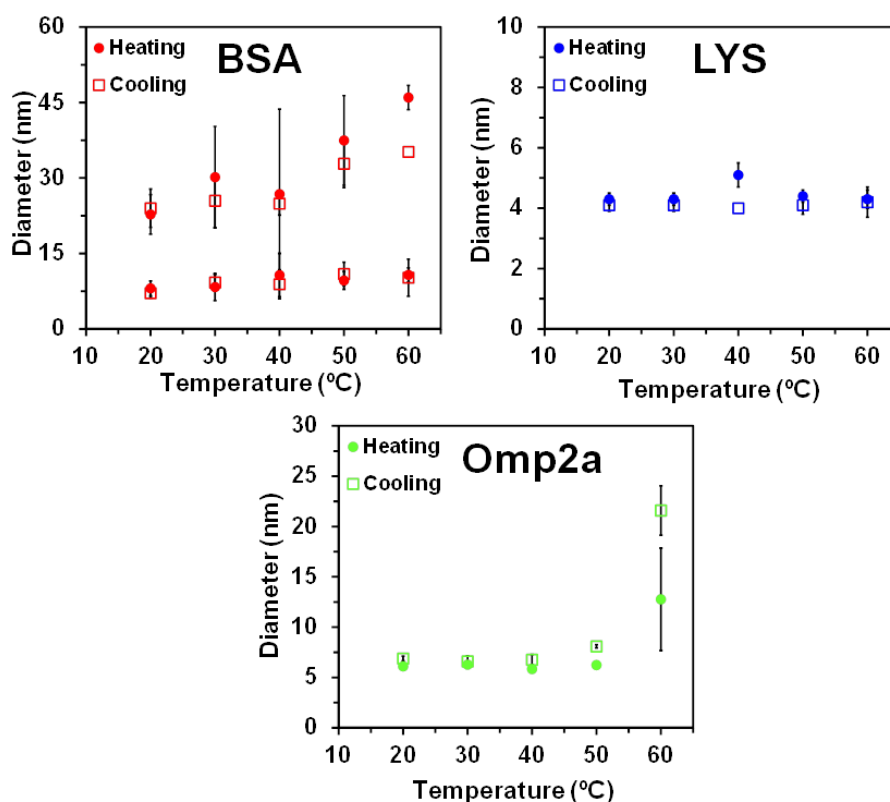 BSA
Heating
Cooling
Diameter (nm)
60
45
30
15
0
10 20 30 40 50 60
Temperature (ºC)
LYS
Heating
Cooling
Diameter (nm)
10
8
6
4
2
0
10 20 30 40 50 60
Temperature (ºC)
Omp2a
Heating
Cooling
Diameter (nm)
30
25
20
15
10
5
0
10 20 30 40 50 60
Temperature (ºC)